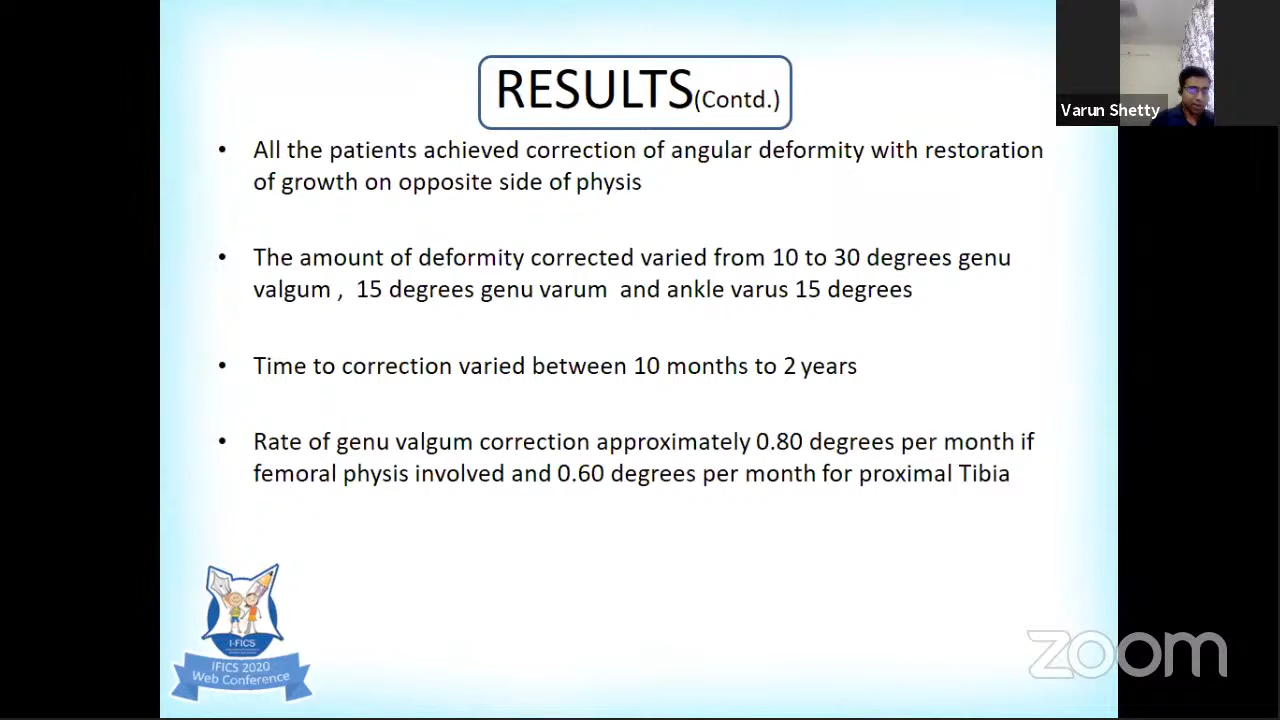 RESULTS(Contd.)
Varun Shetty
• All the patients achieved correction of angular deformity with restoration
of growth on opposite side of physis
• The amount of deformity corrected varied from 10 to 30 degrees genu
valgum , 15 degrees genu varum and ankle varus 15 degrees
• Time to correction varied between 10 months to 2 years
• Rate of genu valgum correction approximately 0.80 degrees per month if
femoral physis involved and 0.60 degrees per month for proximal Tibia
I-FICS
IFICS 2020
Web Conference
zoom